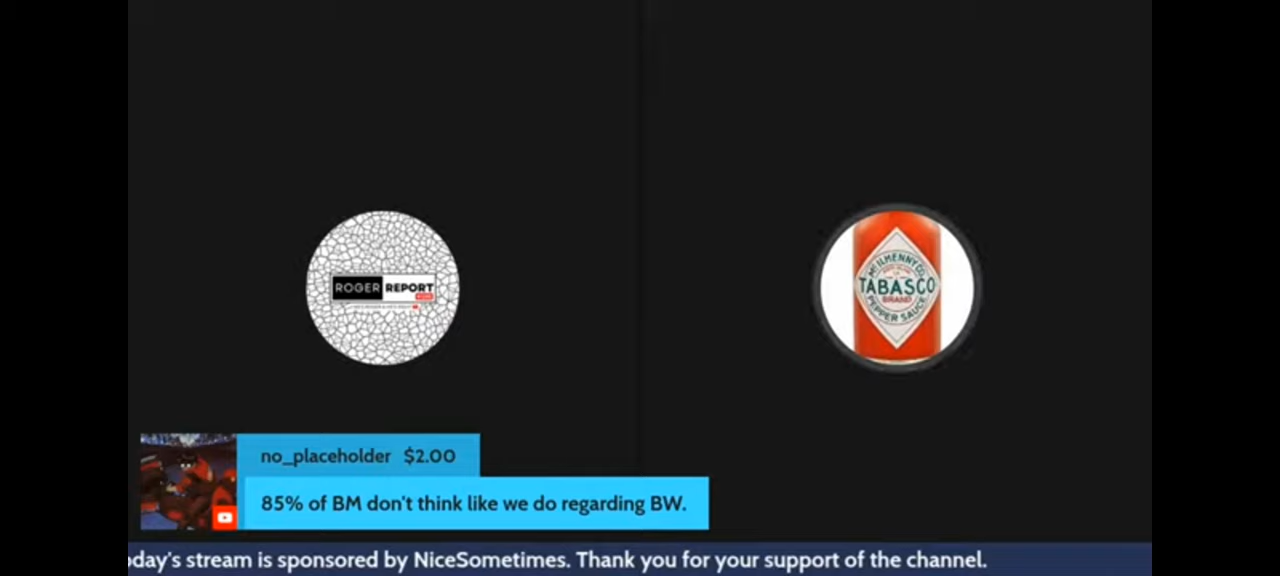 ROGER REPORT
McILHENNY CO.
TABASCO
BRAND
PEPPER SAUCE
no_placeholder $2.00
85% of BM don't think like we do regarding BW.
oday's stream is sponsored by NiceSometimes. Thank you for your support of the channel.